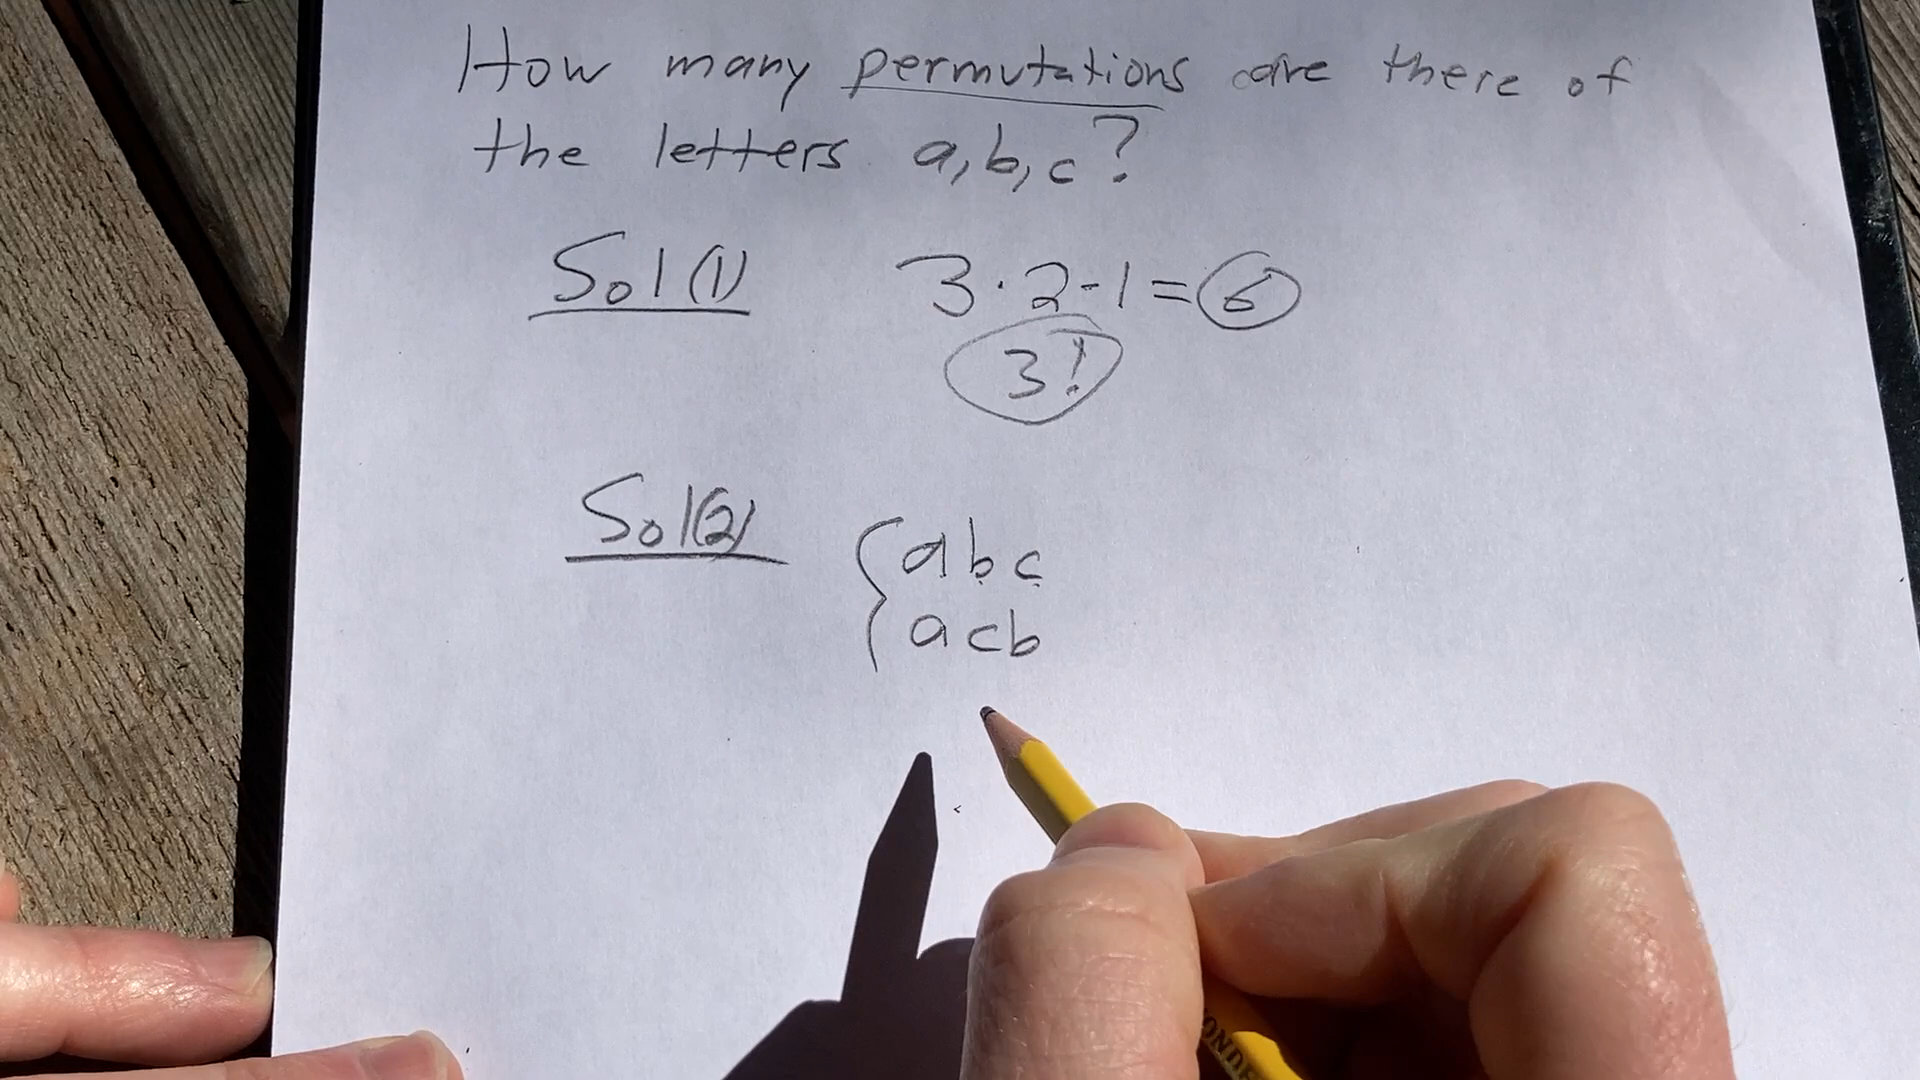 How many permutations are there of
the letters a, b, c?
Sol (1) 3 · 2 · 1 = 6
3!
Sol (2) { abc
acb